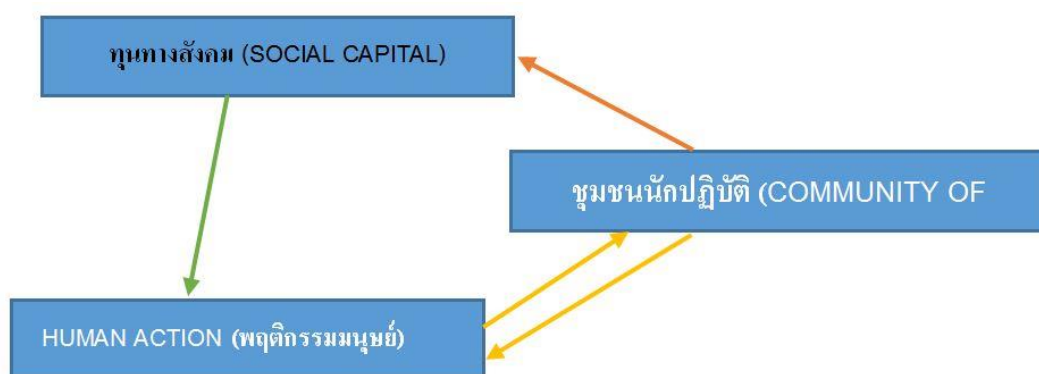 ทุนทางสังคม (SOCIAL CAPITAL)
ชุมชนนักปฏิบัติ (COMMUNITY OF
HUMAN ACTION (พฤติกรรมมนุษย์)